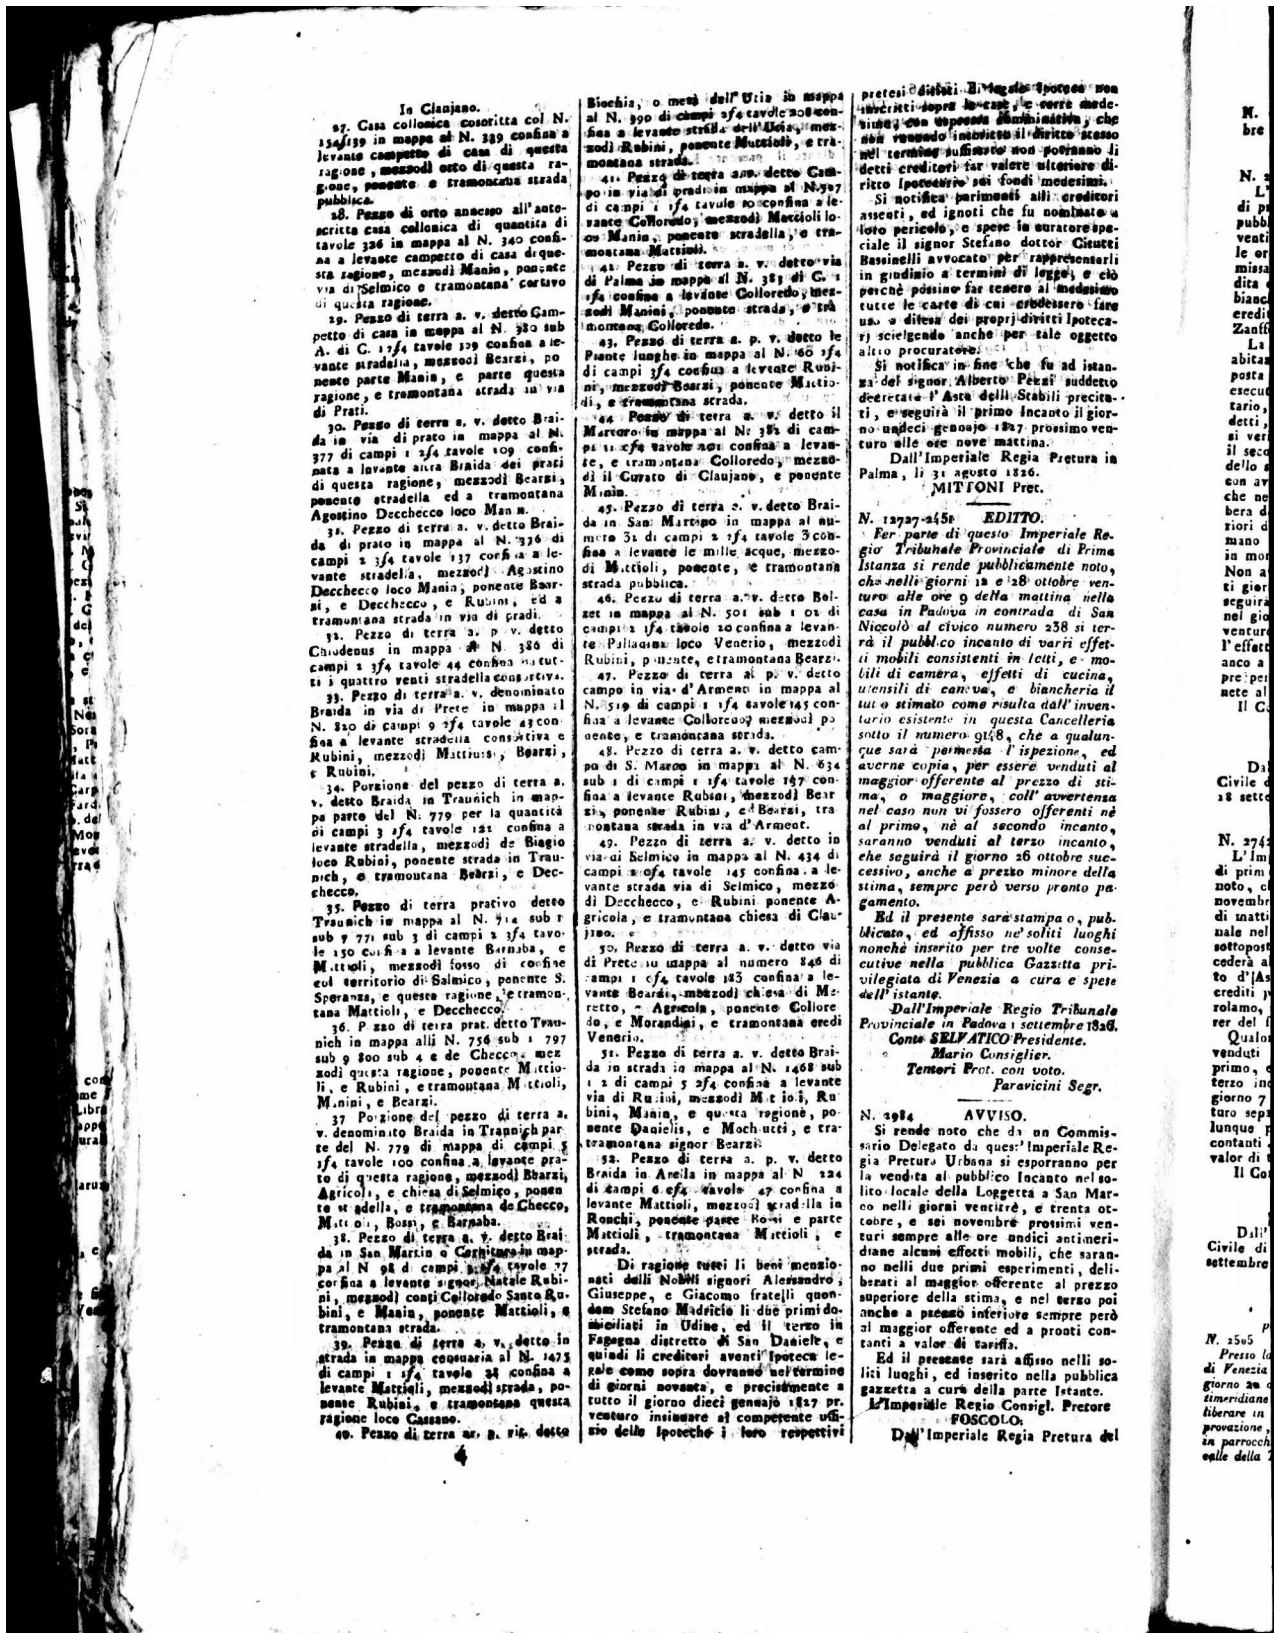 In Claujano.
27. Casa collonica cosoritta col N.
154/139 in mappa al N. 339 confina a
levante campetto di casa di questa
ragione, mezzodì orto di questa ra-
gione, ponente e tramontana strada
pubblica.
28. Pezzo di orto annesso all'ante-
scritta casa collonica di quantità di
tavole 326 in mappa al N. 340 confi-
na a levante campetto di casa di que-
sta ragione, mezzodì Manin, ponente
via di Selmico e tramontana cortivo
di questa ragione.
29. Pezzo di terra a. v. detto Cam-
petto di casa in mappa al N. 380 sub
A. di C. 1 2/4 tavole 129 confina a le-
vante stradella, mezzodì Bearzi, po
nente parte Manin, e parte questa
ragione, e tramontana strada in via
di Prati.
30. Pezzo di terra a. v. detto Brai-
da in via di prato in mappa al N.
377 di campi 1 2/4 tavole 109 confi-
nata a levante altra Braida dei prati
di questa ragione, mezzodì Bearzi,
ponente stradella ed a tramontana
Agostino Decchecco loco Manin.
31. Pezzo di terra a. v. detto Brai-
da di prato in mappa al N. 376 di
campi 2 3/4 tavole 137 confina a le-
vante stradella, mezzodì Agostino
Decchecco loco Manin, ponente Bear-
zi, e Decchecco, e Rubini, ed a
tramontana strada in via di pradi.
32. Pezzo di terra a. p v. detto
Chiodenus in mappa al N. 386 di
campi 2 3/4 tavole 44 confina a tut-
ti i quattro venti stradella consortiva.
33. Pezzo di terra a. v. denominato
Braida in via di Prete in mappa al
N. 820 di campi 9 2/4 tavole 43 con-
fina a levante stradella consortiva e
Rubini, mezzodì Mattiussi, Bearzi,
e Rubini.
34. Porzione del pezzo di terra a.
v. detto Braida in Traunich in map-
pa parte del N. 779 per la quantità
di campi 3 3/4 tavole 121 confina a
levante stradella, mezzodì de Biagio
loco Rubini, ponente strada in Trau-
nich, e tramontana Bearzi, e Dec-
checco.
35. Pezzo di terra prativo detto
Traunich in mappa al N. 714 sub 1
sub 7 771 sub 3 di campi 2 3/4 tavo-
le 150 confina a levante Barnaba, e
Mattioli, mezzodì fosso di confine
col territorio di Salmico, ponente S.
Speranza, e questa ragione, e tramon-
tana Mattioli, e Decchecco.
36. Pezzo di terra prat. detto Trau-
nich in mappa alli N. 756 sub 1 797
sub 9 800 sub 4 e de Checco, mez
zodì questa ragione, ponente Mattio-
li, e Rubini, e tramontana Mattioli,
Manini, e Bearzi.
37 Porzione del pezzo di terra a.
v. denominato Braida in Traunich par
te del N. 779 di mappa di campi 5
1/4 tavole 100 confina a levante pra-
to di questa ragione, mezzodì Bearzi,
Agricola, e chiesa di Selmico, ponen
te stradella, e tramontana de Checco,
Mattioli, Bossi, e Barnaba.
38. Pezzo di terra a. v. detto Brai-
da in San Martin o Corbitura in map-
pa al N 98 di campi 3/4 tavole 77
confina a levante signor Natale Rubi-
ni, mezzodì conti Colloredo Santo Ru-
bini, e Manin, ponente Mattioli, e
tramontana strada.
39. Pezzo di terra a. v. detto in
strada in mappa censuaria al N. 1475
di campi 1 1/4 tavole 38 confina a
levante Mattioli, mezzodì strada, po-
nente Rubini, e tramontana questa
ragione loco Cassano.
40. Pezzo di terra ar. p. vit. detto
4
Biochia, o metà dell'Utia in mappa
al N. 390 di campi 2/4 tavole 208 con-
fina a levante strada dell'Utia, mez-
zodì Rubini, ponente Muttioli, e tra-
montana strada.
41. Pezzo di terra a.v. detto Cam-
po in via di pradi in mappa al N. 527
di campi 1 1/4 tavole 10 confina a le-
vante Colloredo, mezzodì Mattioli lo-
co Manin, ponente stradella, e tra-
montana Mattioli.
42. Pezzo di terra a. v. detto via
di Palma in mappa al N. 383 di C. 1
1/4 confina a levante Colloredo, mez-
zodì Manini, ponente strada, e tra
montana Colloredo.
43. Pezzo di terra a. p. v. detto le
Piante lunghe in mappa al N. 60 2/4
di campi 3/4 confina a levante Rubi-
ni, mezzodì Bearzi, ponente Mattio-
li, e tramontana strada.
44. Pezzo di terra a. v. detto il
Martoro in mappa al N. 382 di cam-
pi 11 2/4 tavole 201 confina a levan-
te, e tramontana Colloredo, mezzo-
dì il Curato di Claujano, e ponente
Manin.
45. Pezzo di terra a. v. detto Brai-
da in San Martino in mappa al nu-
mero 31 di campi 2 2/4 tavole 3 con-
fina a levante le mille acque, mezzo-
dì Mattioli, ponente, e tramontana
strada pubblica.
46. Pezzo di terra a. v. detto Bol-
zet in mappa al N. 501 sub 1 02 di
campi 2 1/4 tavole 20 confina a levan-
te Palladina loco Venerio, mezzodì
Rubini, ponente, e tramontana Bearzi.
47. Pezzo di terra al p. v. detto
campo in via d'Arment in mappa al
N. 519 di campi 1 1/4 tavole 145 con-
fina a levante Colloredo, mezzodì po
nente, e tramontana strada.
48. Pezzo di terra a. v. detto cam-
po di S. Marco in mappa al N. 634
sub 1 di campi 1 1/4 tavole 197 con-
fina a levante Rubini, mezzodì Bear
zi, ponente Rubini, e Bearzi, tra
montana strada in via d'Arment.
49. Pezzo di terra a. v. detto in
via di Selmico in mappa al N. 434 di
campi 2 2/4 tavole 145 confina a le-
vante strada via di Selmico, mezzo
dì Decchecco, e Rubini ponente A-
gricola, e tramontana chiesa di Clau-
jano.
50. Pezzo di terra a. v. detto via
di Prete in mappa al numero 846 di
campi 1 2/4 tavole 183 confina a le-
vante Bearzi, mezzodì chiesa di Me-
retto, Agricola, ponente Collore
do, e Morandini, e tramontana eredi
Venerio.
51. Pezzo di terra a. v. detto Brai-
da in strada in mappa al N. 1468 sub
1 2 di campi 5 2/4 confina a levante
via di Rubini, mezzodì Mattioli, Ru
bini, Manin, e questa ragione, po-
nente Danielis, e Mochiutti, e tra-
tramontana signor Bearzi.
52. Pezzo di terra a. p. v. detto
Braida in Arella in mappa al N 224
di campi 6 2/4 tavole 47 confina a
levante Mattioli, mezzodì stradella in
Ronchi, ponente parte Rossi e parte
Mattioli, tramontana Mattioli, e
strada.
Di ragione tutti li beni menzio-
nati delli Nobili signori Alessandro,
Giuseppe, e Giacomo fratelli quon-
dam Stefano Madricio li due primi do-
miciliati in Udine, ed il terzo in
Fagagna distretto di San Daniele, e
quindi li creditori aventi Ipoteca le-
gale come sopra dovranno nel termine
di giorni novanta, e precisamente a
tutto il giorno dieci gennajo 1827 pr.
venturo insinuare al competente uffi-
zio delle Ipoteche i loro respettivi
pretesi diritti di legale Ipoteca non
inscritti sopra le case, e terre mede-
sime, con espressa comminativa, che
non venendo inscritto il diritto stesso
nel termine suffissato non potranno li
detti creditori far valere ulteriore di-
ritto Ipotecario sui fondi medesimi.
Si notifica parimenti alli creditori
assenti, ed ignoti che fu nominato a
loro pericolo, e spese in curatore spe-
ciale il signor Stefano dottor Citutti
Bassinelli avvocato per rappresentarli
in giudizio a termini di legge, e ciò
perchè possino far tenere al medesimo
tutte le carte di cui credessero fare
uso a difesa dei proprj diritti Ipoteca-
rj scielgendo anche per tale oggetto
altro procuratore.
Si notifica in fine che fu ad istan-
za del signor Alberto Pezzi suddetto
decretata l'Asta delli Stabili precita-
ti, e seguirà il primo Incanto il gior-
no undeci gennajo 1827 prossimo ven-
turo alle ore nove mattina.
Dall'Imperiale Regia Pretura in
Palma, li 31 agosto 1826.
MITTONI Pret.
N. 12727-2451 EDITTO.
Per parte di questo Imperiale Re-
gio Tribunale Provinciale di Prima
Istanza si rende pubblicamente noto,
che nelli giorni 12 e 28 ottobre ven-
turo alle ore 9 della mattina nella
casa in Padova in contrada di San
Niccolò al civico numero 238 si ter-
rà il pubblico incanto di varri effet-
ti mobili consistenti in letti, e mo-
bili di camera, effetti di cucina,
utensili di caneva, e biancheria il
tutto stimato come risulta dall'inven-
tario esistente in questa Cancelleria
sotto il numero 9148, che a qualun-
que sarà permessa l'ispezione, ed
averne copia, per essere venduti al
maggior offerente al prezzo di sti-
ma, o maggiore, coll'avvertenza
nel caso non vi fossero offerenti nè
al primo, nè al secondo incanto,
saranno venduti al terzo incanto,
che seguirà il giorno 26 ottobre suc-
cessivo, anche a prezzo minore della
stima, sempre però verso pronto pa-
gamento.
Ed il presente sarà stampato, pub-
blicato, ed affisso ne' soliti luoghi
nonchè inserito per tre volte conse-
cutive nella pubblica Gazzetta pri-
vilegiata di Venezia a cura e spese
dell'istante.
Dall'Imperiale Regio Tribunale
Provinciale in Padova 1 settembre 1826.
Conte SELVATICO Presidente.
Mario Consiglier.
Tentori Prot. con voto.
Paravicini Segr.
N. 2984 AVVISO.
Si rende noto che da un Commis-
sario Delegato da quest'Imperiale Re-
gia Pretura Urbana si esporranno per
la vendita al pubblico Incanto nel so-
lito locale della Loggetta a San Mar-
co nelli giorni ventitrè, e trenta ot-
tobre, e sei novembre prossimi ven-
turi sempre alle ore undici antimeri-
diane alcuni effetti mobili, che saran-
no nelli due primi esperimenti, deli-
berati al maggior offerente al prezzo
superiore della stima, e nel terzo poi
anche a prezzo inferiore sempre però
al maggior offerente ed a pronti con-
tanti a valor di tariffa.
Ed il presente sarà affisso nelli so-
liti luoghi, ed inserito nella pubblica
gazzetta a cura della parte Istante.
L'Imperiale Regio Consigl. Pretore
FOSCOLO.
Dall'Imperiale Regia Pretura del